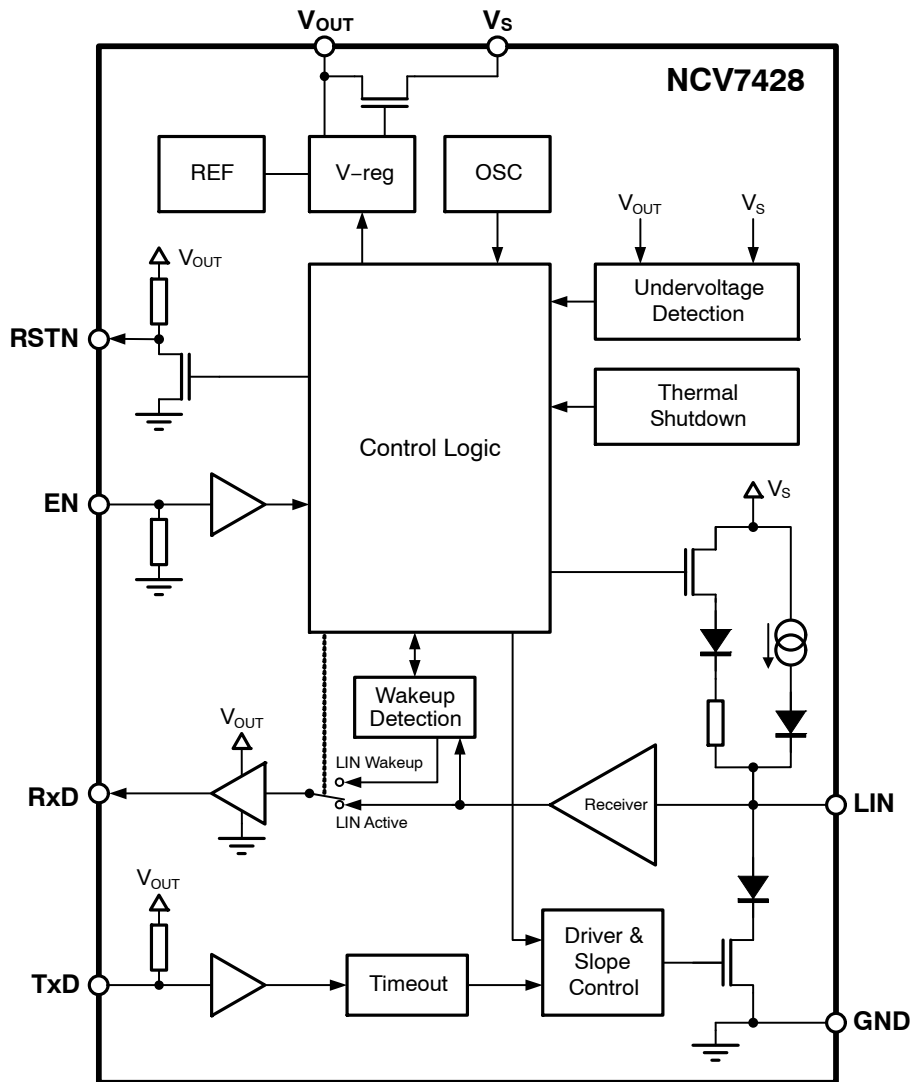 VOUT
VS
NCV7428
REF
V−reg
OSC
VOUT
VS
Undervoltage
Detection
VOUT
RSTN
Thermal
Shutdown
Control Logic
EN
VS
Wakeup
Detection
VOUT
LIN Wakeup
RxD
LIN Active
Receiver
LIN
VOUT
TxD
Timeout
Driver &
Slope
Control
GND